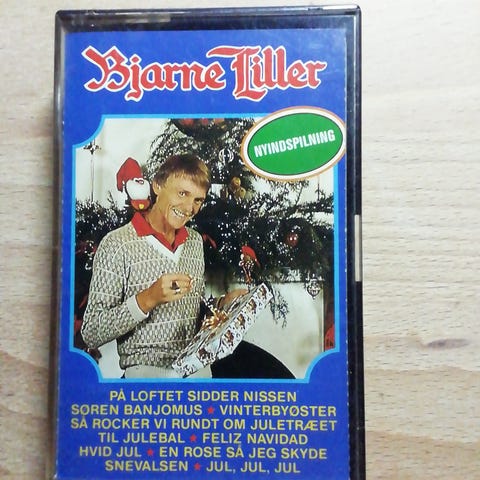 Bjarne Liller
NYINDSPILNING
PÅ LOFTET SIDDER NISSEN
SØREN BANJOMUS ★ VINTERBYØSTER
SÅ ROCKER VI RUNDT OM JULETRÆET
TIL JULEBAL ★ FELIZ NAVIDAD
HVID JUL ★ EN ROSE SÅ JEG SKYDE
SNEVALSEN ★ JUL, JUL, JUL